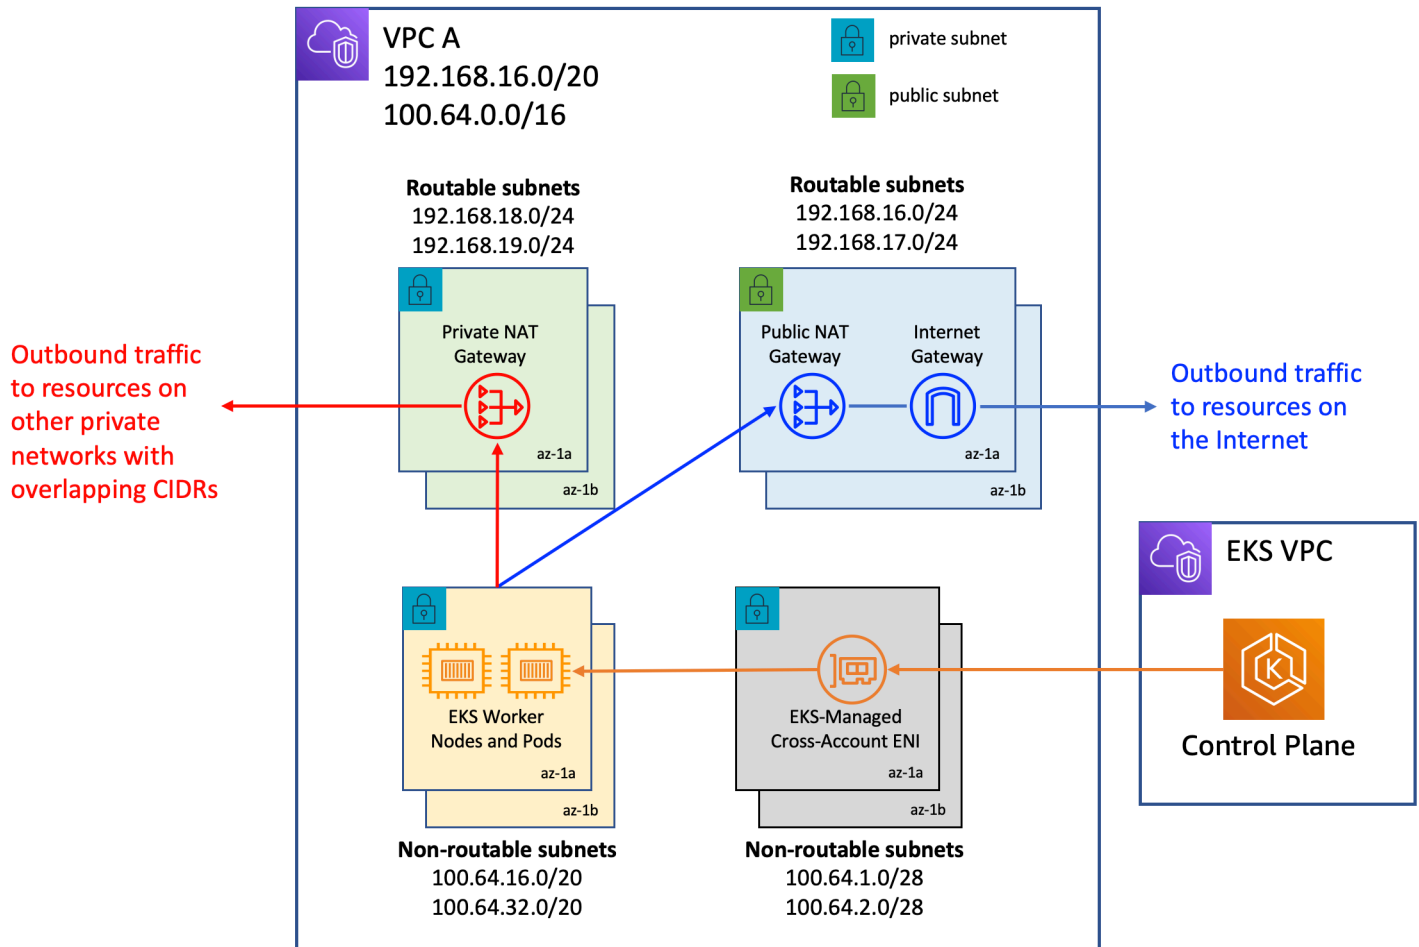 VPC A
192.168.16.0/20
100.64.0.0/16
private subnet
public subnet
Routable subnets
192.168.18.0/24
192.168.19.0/24
Routable subnets
192.168.16.0/24
192.168.17.0/24
Private NAT
Gateway
az-1a
az-1b
Public NAT
Gateway
Internet
Gateway
az-1a
az-1b
Outbound traffic
to resources on
other private
networks with
overlapping CIDRs
Outbound traffic
to resources on
the Internet
EKS Worker
Nodes and Pods
az-1a
az-1b
Non-routable subnets
100.64.16.0/20
100.64.32.0/20
EKS-Managed
Cross-Account ENI
az-1a
az-1b
Non-routable subnets
100.64.1.0/28
100.64.2.0/28
EKS VPC
K
Control Plane